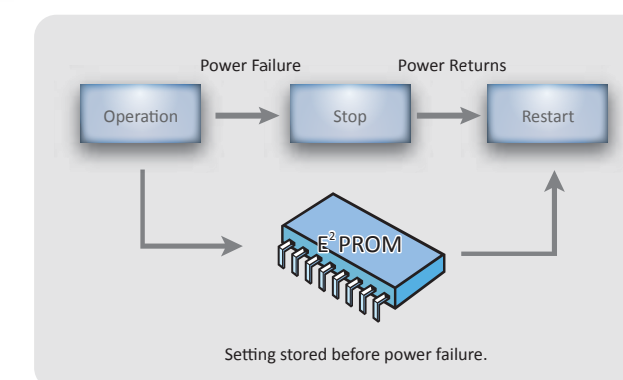 Power Failure
Power Returns
Operation
Stop
Restart
E²PROM
Setting stored before power failure.